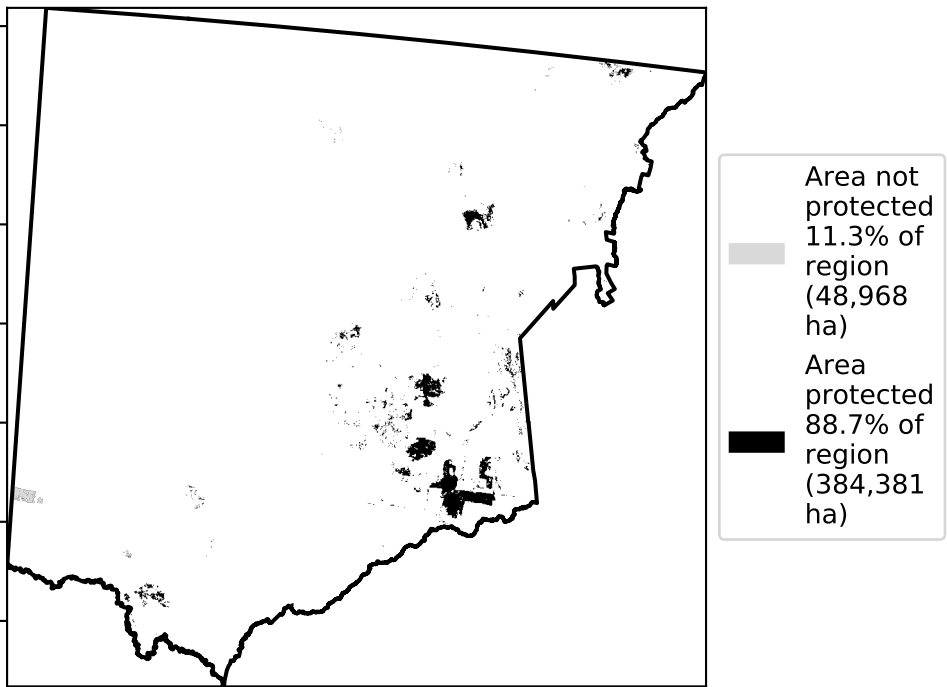 Area not
protected
11.3% of
region
(48,968
ha)
Area
protected
88.7% of
region
(384,381
ha)